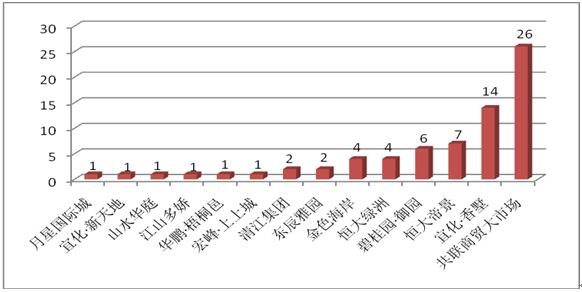 30
25
20
15
10
5
0
1 1 1 1 1 1 2 2 4 4 6 7 14 26
月星国际城
宜化·新天地
山水华庭
江山多娇
华鹏·梧桐邑
宏峰·上上城
清江集团
东辰雅园
金色海岸
恒大绿洲
碧桂园·御园
恒大帝景
宜化·香墅
共联商贸大市场